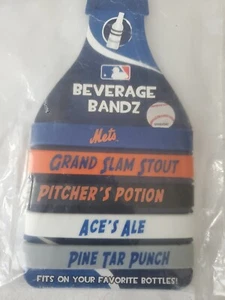 BEVERAGE
BANDZ
Mets
GRAND SLAM STOUT
PITCHER'S POTION
ACE'S ALE
PINE TAR PUNCH
FITS ON YOUR FAVORITE BOTTLES!